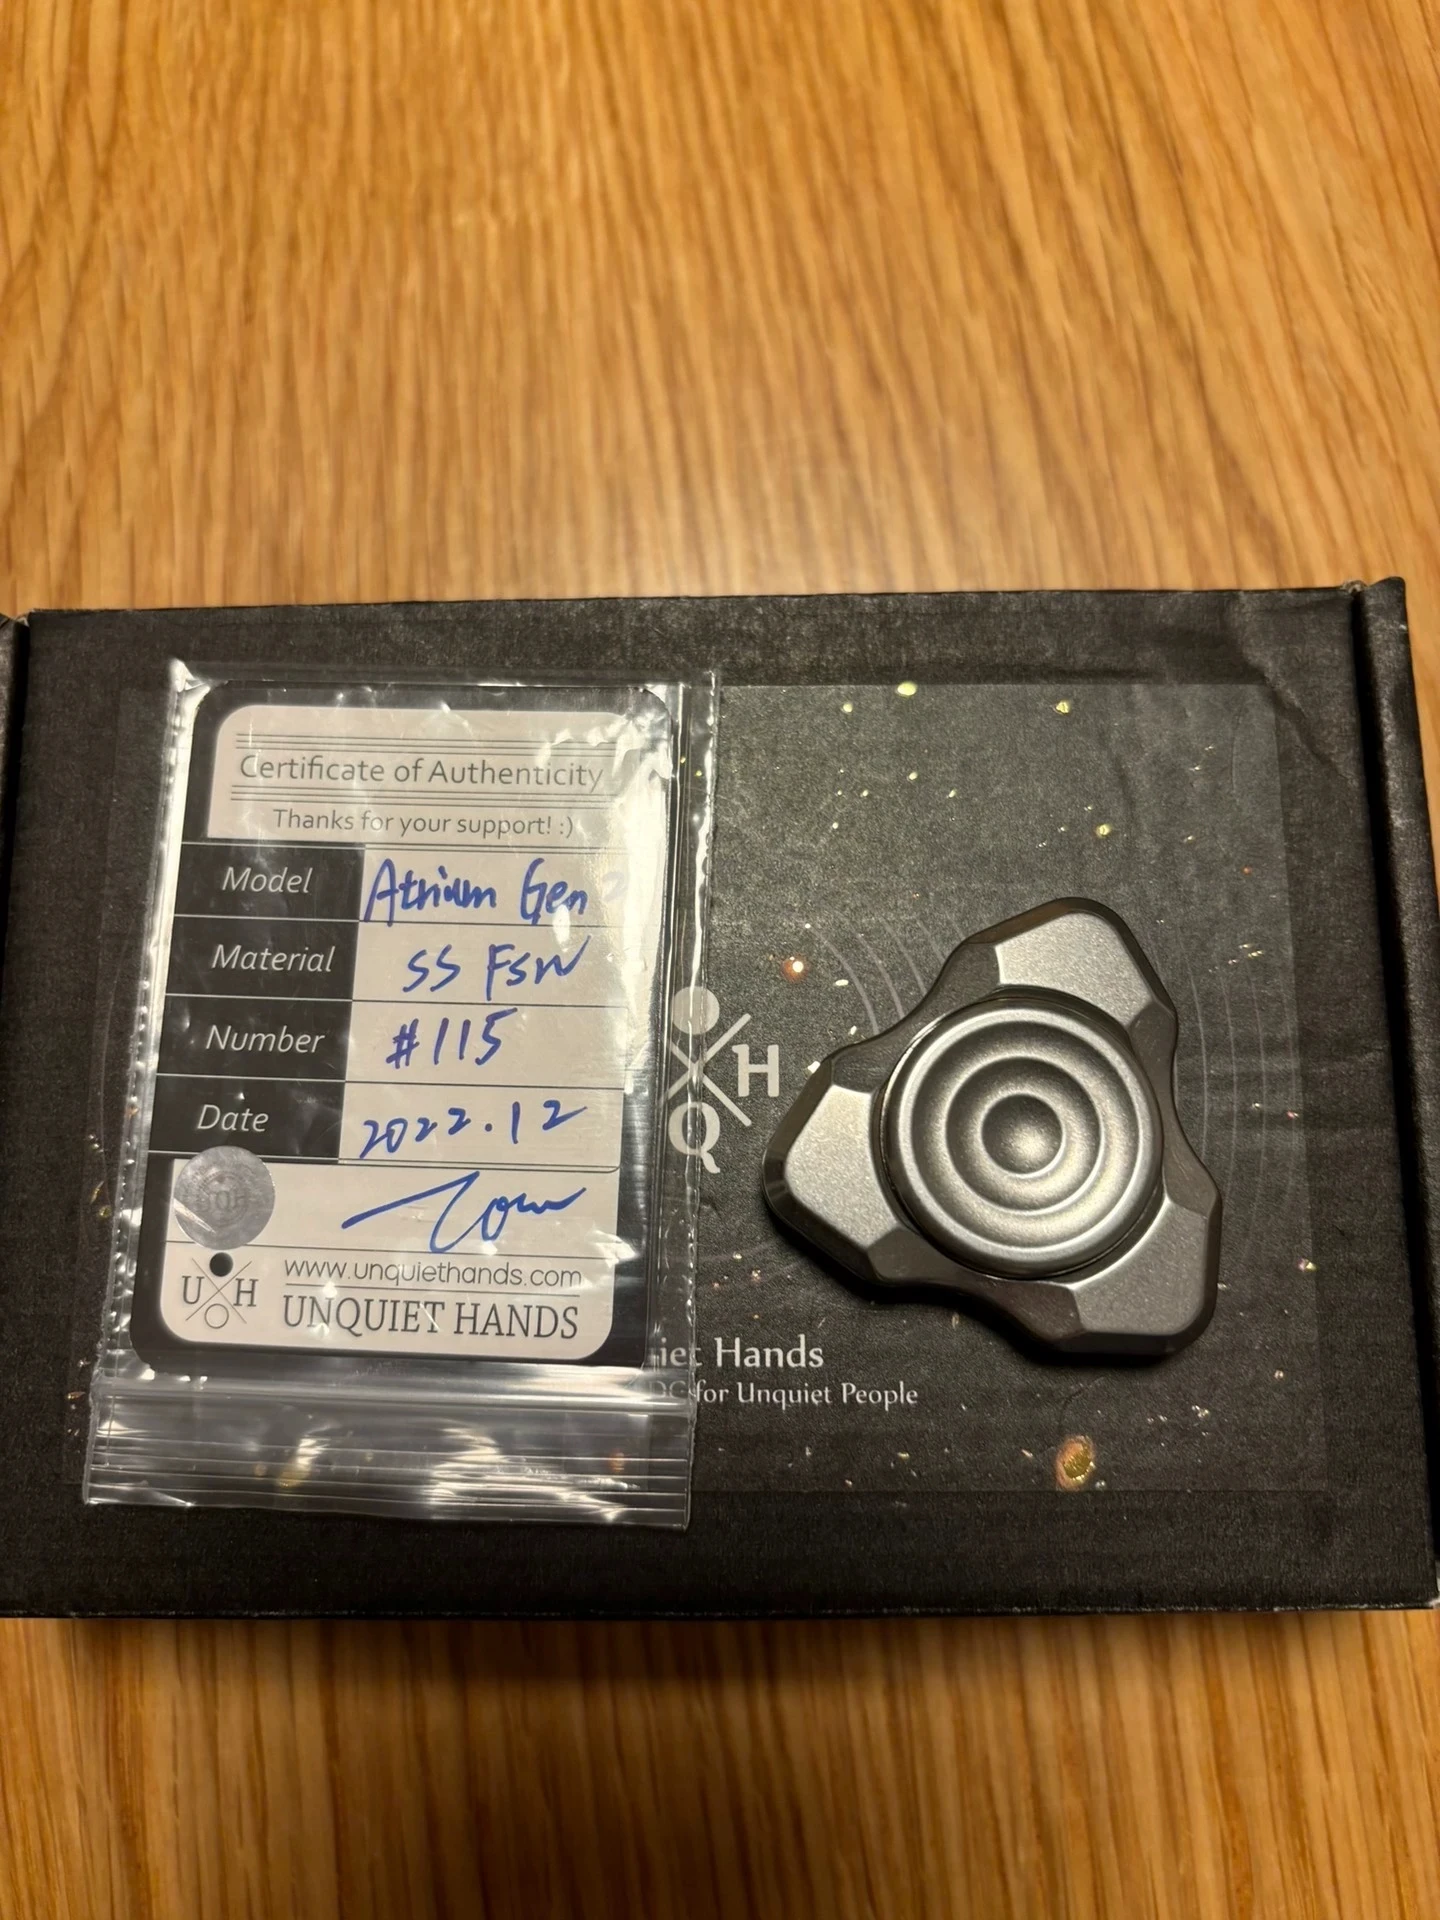 Certificate of Authenticity
Thanks for your support! :)
Model Atrium Gen 2
Material SS FSW
Number #115
Date 2022.12
U H
www.unquiethands.com
UNQUIET HANDS
H
Q
Hands
for Unquiet People